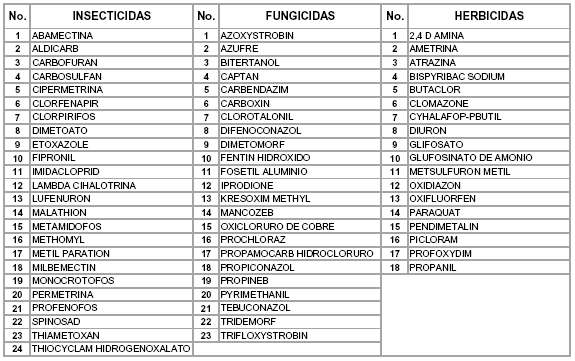 No. INSECTICIDAS No. FUNGICIDAS No. HERBICIDAS
1 ABAMECTINA 1 AZOXYSTROBIN 1 2,4 D AMINA
2 ALDICARB 2 AZUFRE 2 AMETRINA
3 CARBOFURAN 3 BITERTANOL 3 ATRAZINA
4 CARBOSULFAN 4 CAPTAN 4 BISPYRIBAC SODIUM
5 CIPERMETRINA 5 CARBENDAZIM 5 BUTACLOR
6 CLORFENAPIR 6 CARBOXIN 6 CLOMAZONE
7 CLORPIRIFOS 7 CLOROTALONIL 7 CYHALAFOP-PBUTIL
8 DIMETOATO 8 DIFENOCONAZOL 8 DIURON
9 ETOXAZOLE 9 DIMETOMORF 9 GLIFOSATO
10 FIPRONIL 10 FENTIN HIDROXIDO 10 GLUFOSINATO DE AMONIO
11 IMIDACLOPRID 11 FOSETIL ALUMINIO 11 METSULFURON METIL
12 LAMBDA CIHALOTRINA 12 IPRODIONE 12 OXIDIAZON
13 LUFENURON 13 KRESOXIM METHYL 13 OXIFLUORFEN
14 MALATHION 14 MANCOZEB 14 PARAQUAT
15 METAMIDOFOS 15 OXICLORURO DE COBRE 15 PENDIMETALIN
16 METHOMYL 16 PROCHLORAZ 16 PICLORAM
17 METIL PARATION 17 PROPAMOCARB HIDROCLORURO 17 PROFOXYDIM
18 MILBEMECTIN 18 PROPICONAZOL 18 PROPANIL
19 MONOCROTOFOS 19 PROPINEB
20 PERMETRINA 20 PYRIMETHANIL
21 PROFENOFOS 21 TEBUCONAZOL
22 SPINOSAD 22 TRIDEMORF
23 THIAMETOXAN 23 TRIFLOXYSTROBIN
24 THIOCYCLAM HIDROGENOXALATO